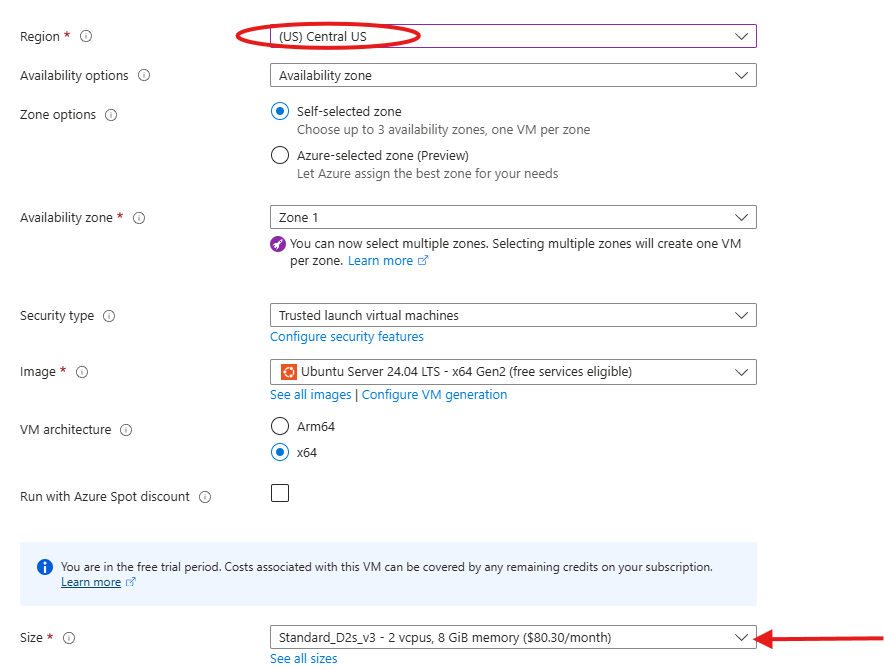 Region *
(US) Central US
Availability options
Availability zone
Zone options
Self-selected zone
Choose up to 3 availability zones, one VM per zone
Azure-selected zone (Preview)
Let Azure assign the best zone for your needs
Availability zone *
Zone 1
You can now select multiple zones. Selecting multiple zones will create one VM
per zone. Learn more
Security type
Trusted launch virtual machines
Configure security features
Image *
Ubuntu Server 24.04 LTS - x64 Gen2 (free services eligible)
See all images | Configure VM generation
VM architecture
Arm64
x64
Run with Azure Spot discount
You are in the free trial period. Costs associated with this VM can be covered by any remaining credits on your subscription.
Learn more
Size *
Standard_D2s_v3 - 2 vcpus, 8 GiB memory ($80.30/month)
See all sizes